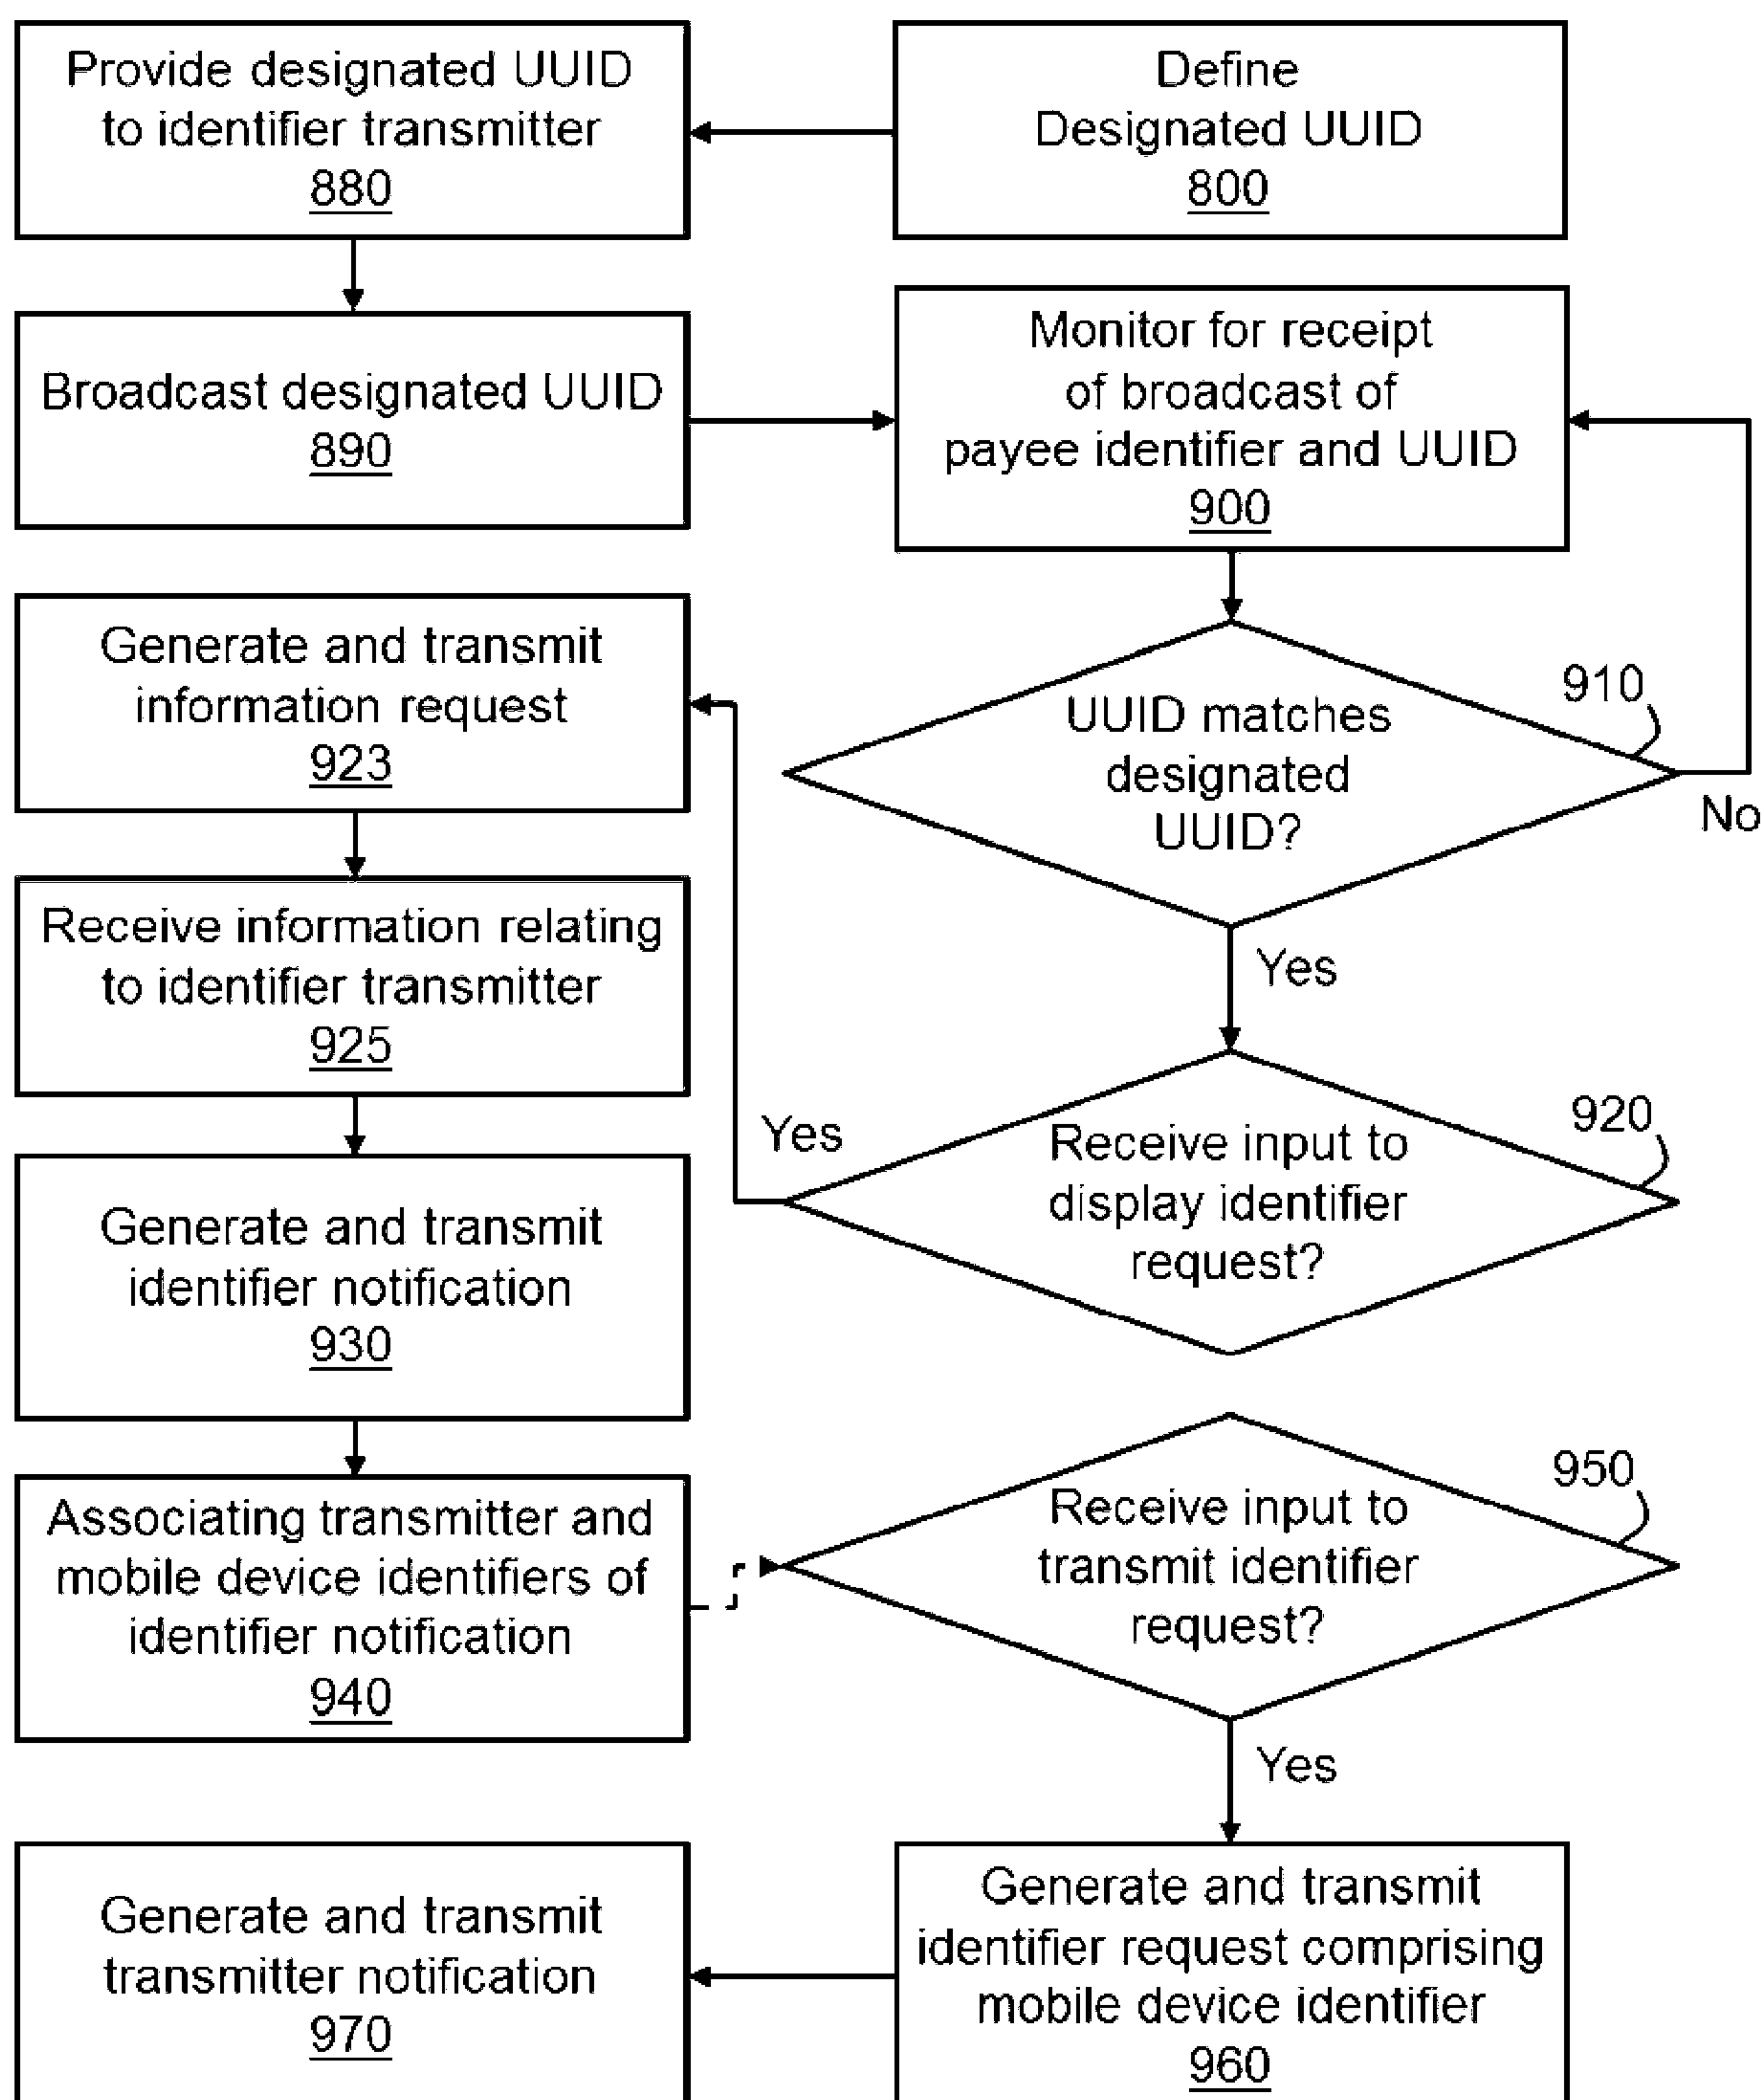 Provide designated UUID
to identifier transmitter
880
Define
Designated UUID
800
Broadcast designated UUID
890
Monitor for receipt
of broadcast of
payee identifier and UUID
900
Generate and transmit
information request
923
910
UUID matches
designated
UUID?
No
Yes
Receive information relating
to identifier transmitter
925
Yes
920
Receive input to
display identifier
request?
Generate and transmit
identifier notification
930
Associating transmitter and
mobile device identifiers of
identifier notification
940
950
Receive input to
transmit identifier
request?
Yes
Generate and transmit
transmitter notification
970
Generate and transmit
identifier request comprising
mobile device identifier
960